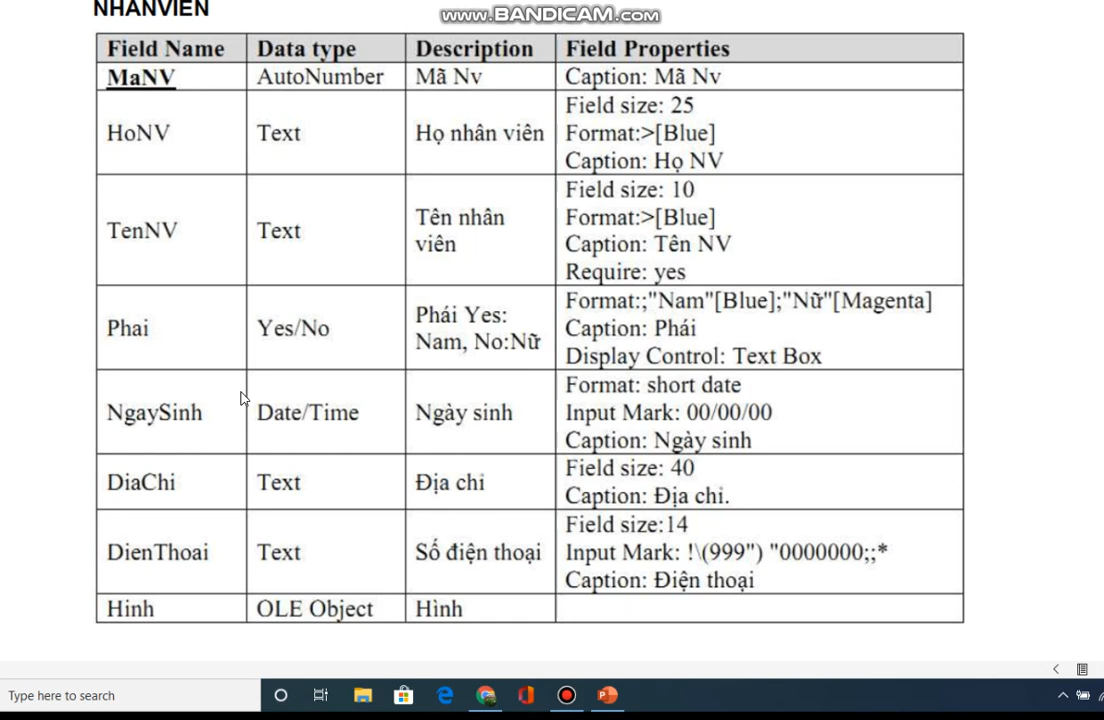 NHANVIEN
www.BANDICAM.com
Field Name Data type Description Field Properties
MaNV AutoNumber Mã Nv Caption: Mã Nv
HoNV Text Họ nhân viên Field size: 25
Format:>[Blue]
Caption: Họ NV
TenNV Text Tên nhân
viên
Field size: 10
Format:>[Blue]
Caption: Tên NV
Require: yes
Phai Yes/No Phái Yes:
Nam, No:Nữ
Format:;"Nam"[Blue];"Nữ"[Magenta]
Caption: Phái
Display Control: Text Box
NgaySinh Date/Time Ngày sinh Format: short date
Input Mark: 00/00/00
Caption: Ngày sinh
DiaChi Text Địa chỉ Field size: 40
Caption: Địa chỉ.
DienThoai Text Số điện thoại Field size:14
Input Mark: !\(999") "0000000;;*
Caption: Điện thoại
Hinh OLE Object Hình
Type here to search